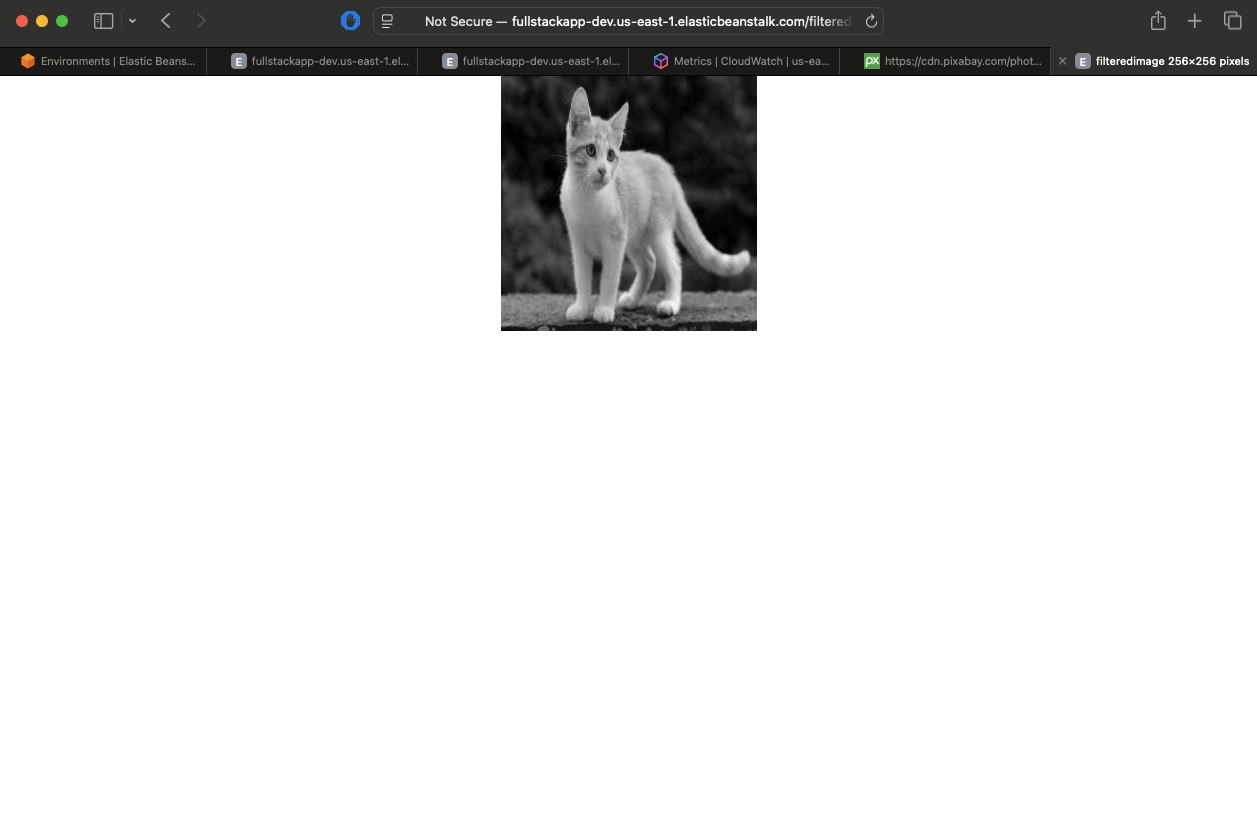 Not Secure — fullstackapp-dev.us-east-1.elasticbeanstalk.com/filtered
Environments | Elastic Beans...
E fullstackapp-dev.us-east-1.el...
E fullstackapp-dev.us-east-1.el...
Metrics | CloudWatch | us-ea...
px https://cdn.pixabay.com/phot...
E filteredimage 256×256 pixels